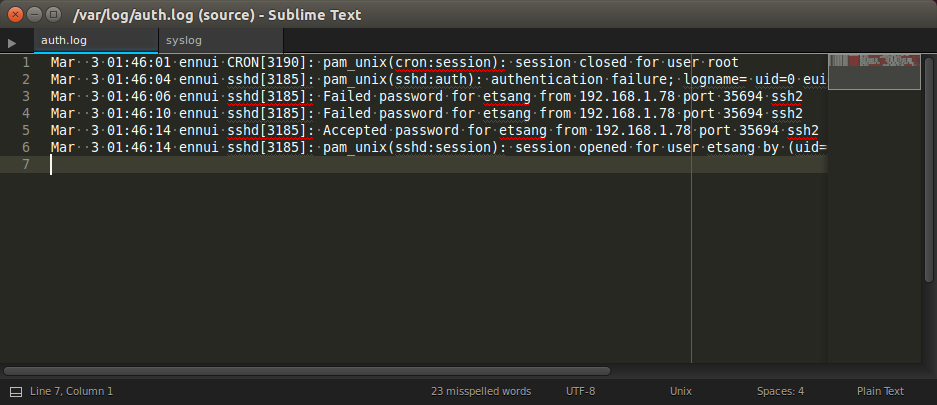 /var/log/auth.log (source) - Sublime Text
auth.log syslog
1 Mar  3 01:46:01 ennui CRON[3190]: pam_unix(cron:session): session closed for user root
2 Mar  3 01:46:04 ennui sshd[3185]: pam_unix(sshd:auth): authentication failure; logname= uid=0 eui
3 Mar  3 01:46:06 ennui sshd[3185]: Failed password for etsang from 192.168.1.78 port 35694 ssh2
4 Mar  3 01:46:10 ennui sshd[3185]: Failed password for etsang from 192.168.1.78 port 35694 ssh2
5 Mar  3 01:46:14 ennui sshd[3185]: Accepted password for etsang from 192.168.1.78 port 35694 ssh2
6 Mar  3 01:46:14 ennui sshd[3185]: pam_unix(sshd:session): session opened for user etsang by (uid=
7
Line 7, Column 1 23 misspelled words UTF-8 Unix Spaces: 4 Plain Text